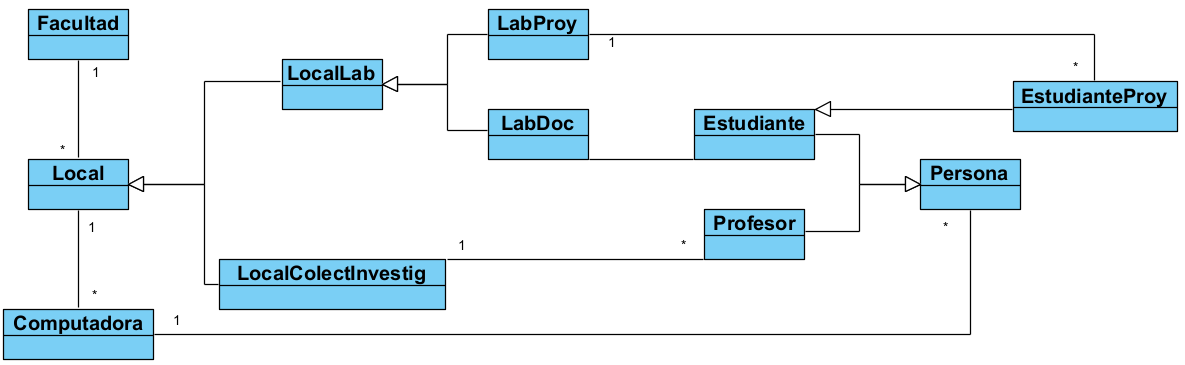 Facultad
LabProy
1
1
*
LocalLab
EstudianteProy
LabDoc
Estudiante
*
Local
Persona
1
Profesor
*
1
*
LocalColectInvestig
*
Computadora
1